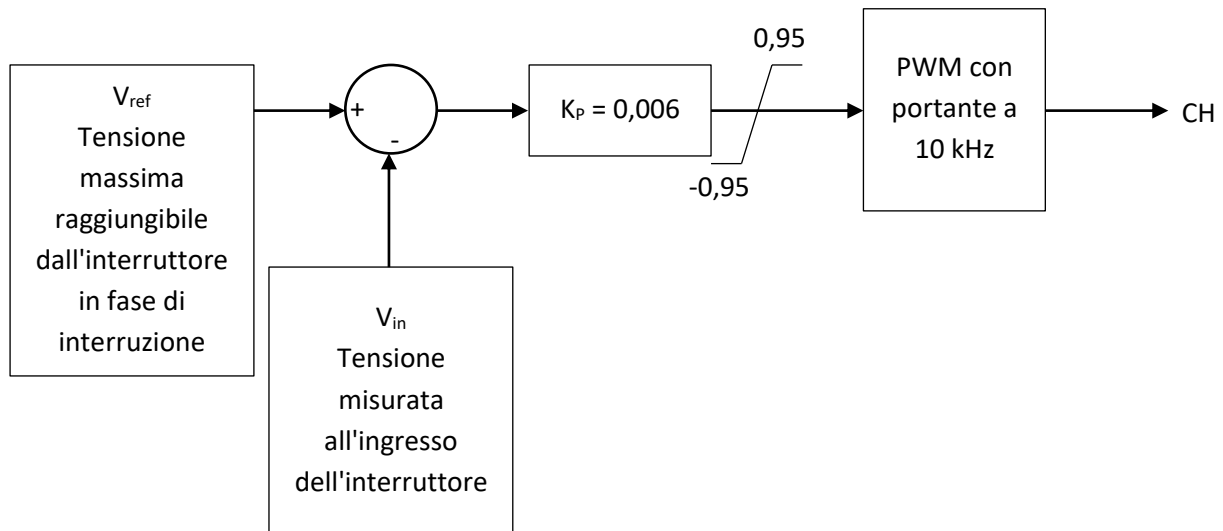 V_ref
Tensione
massima
raggiungibile
dall'interruttore
in fase di
interruzione
+
-
V_in
Tensione
misurata
all'ingresso
dell'interruttore
K_P = 0,006
0,95
-0,95
PWM con
portante a
10 kHz
CH